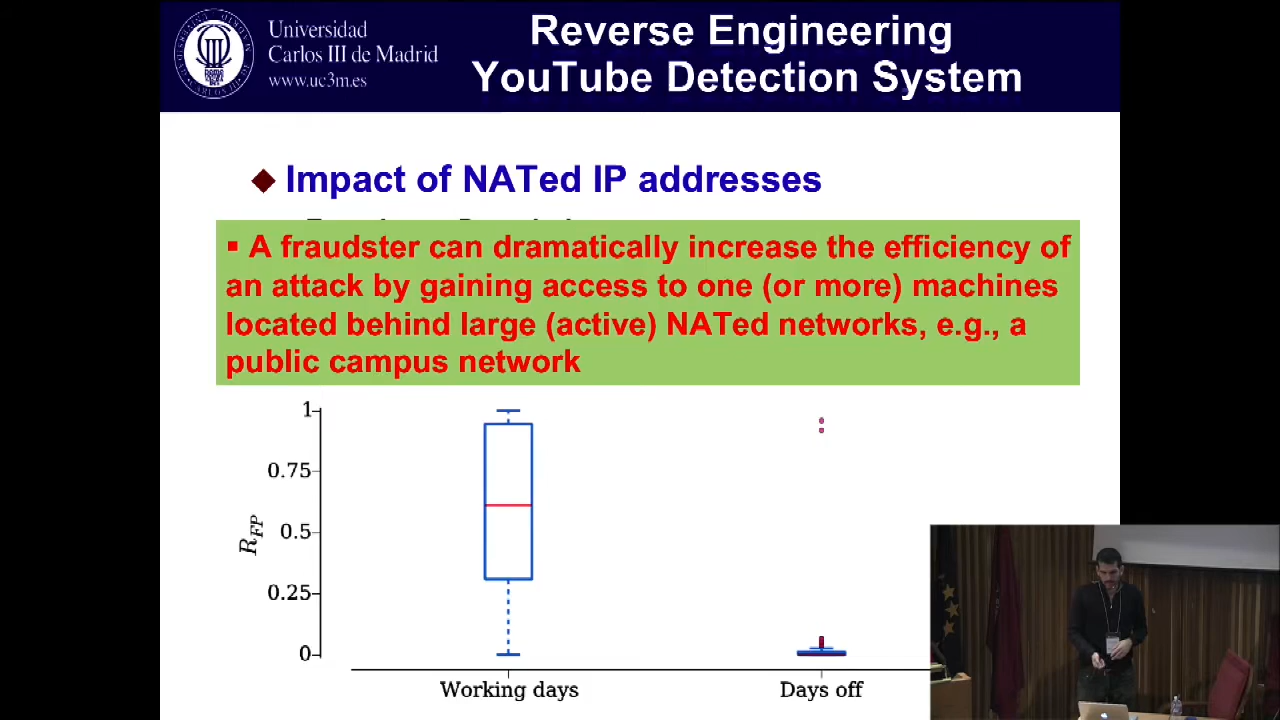 Universidad
Carlos III de Madrid
www.uc3m.es
Reverse Engineering
YouTube Detection System
Impact of NATed IP addresses
▪ A fraudster can dramatically increase the efficiency of
an attack by gaining access to one (or more) machines
located behind large (active) NATed networks, e.g., a
public campus network
1
0.75
0.5
0.25
0
R_FP
Working days
Days off